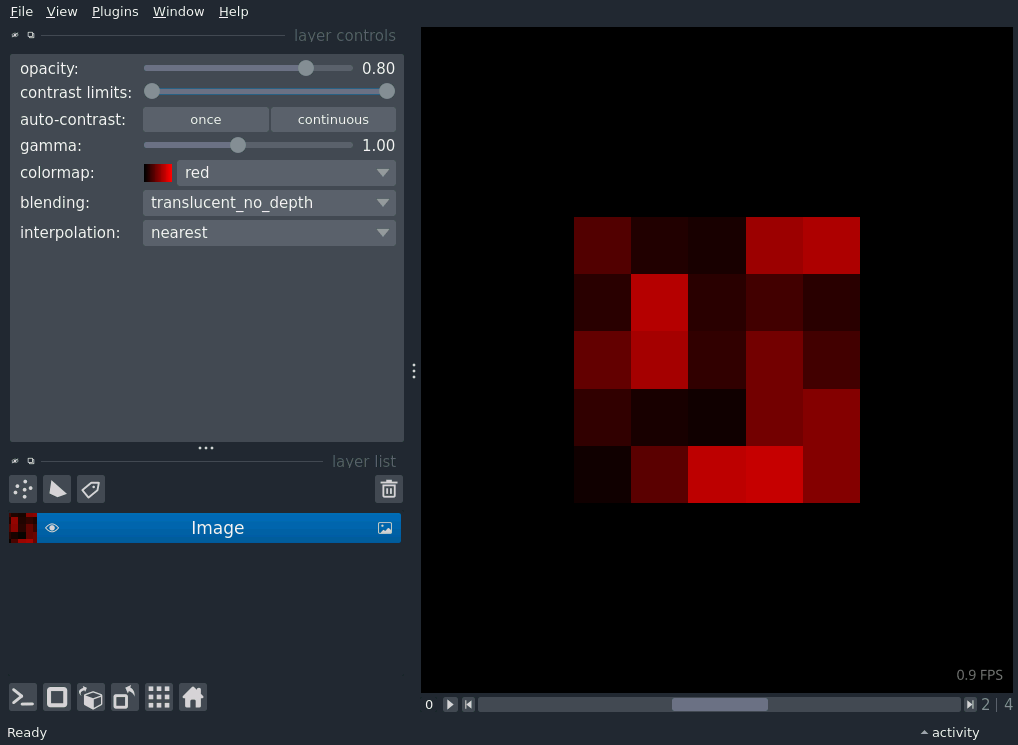 File View Plugins Window Help
layer controls
opacity: 0.80
contrast limits:
auto-contrast: once continuous
gamma: 1.00
colormap: red
blending: translucent_no_depth
interpolation: nearest
layer list
Image
0.9 FPS
0 2 | 4
Ready activity